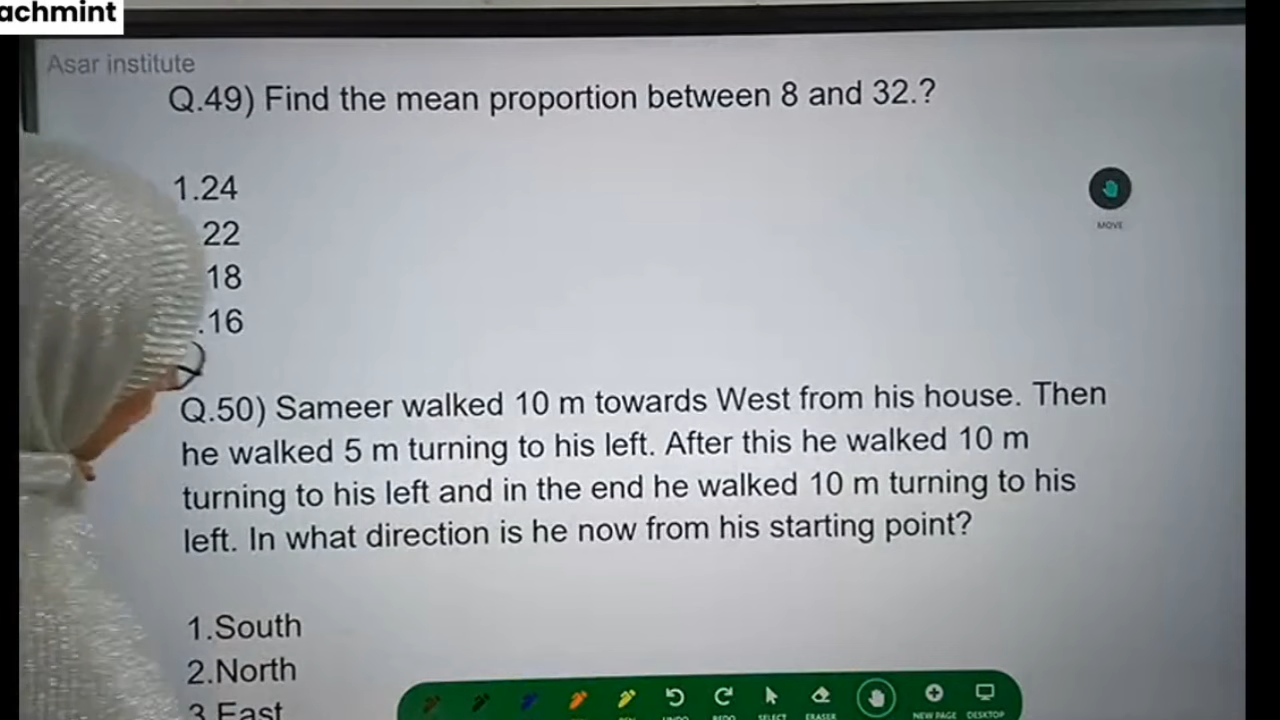 achmint
Asar institute
Q.49) Find the mean proportion between 8 and 32.?
1.24
22
18
.16
Q.50) Sameer walked 10 m towards West from his house. Then
he walked 5 m turning to his left. After this he walked 10 m
turning to his left and in the end he walked 10 m turning to his
left. In what direction is he now from his starting point?
1.South
2.North
3.East
MOVE
UNDO REDO SELECT ERASER NEW PAGE DESKTOP